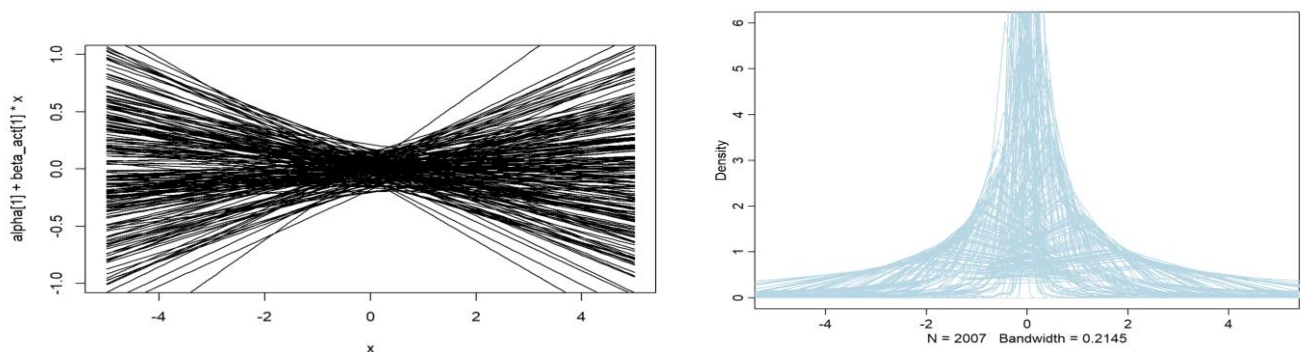 alpha[1] + beta_act[1] * x
1.0
0.5
0.0
-0.5
-1.0
-4 -2 0 2 4
x
Density
6
5
4
3
2
1
0
-4 -2 0 2 4
N = 2007 Bandwidth = 0.2145